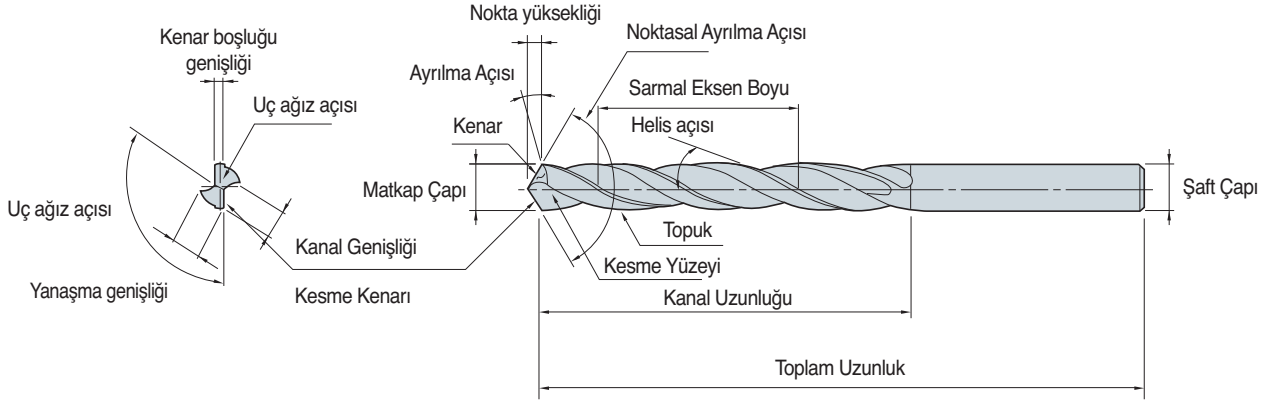 Nokta yüksekliği
Kenar boşluğu
genişliği
Noktasal Ayrılma Açısı
Ayrılma Açısı
Sarmal Eksen Boyu
Uç ağız açısı
Kenar
Helis açısı
Matkap Çapı
Şaft Çapı
Uç ağız açısı
Kanal Genişliği
Topuk
Kesme Yüzeyi
Yanaşma genişliği
Kesme Kenarı
Kanal Uzunluğu
Toplam Uzunluk